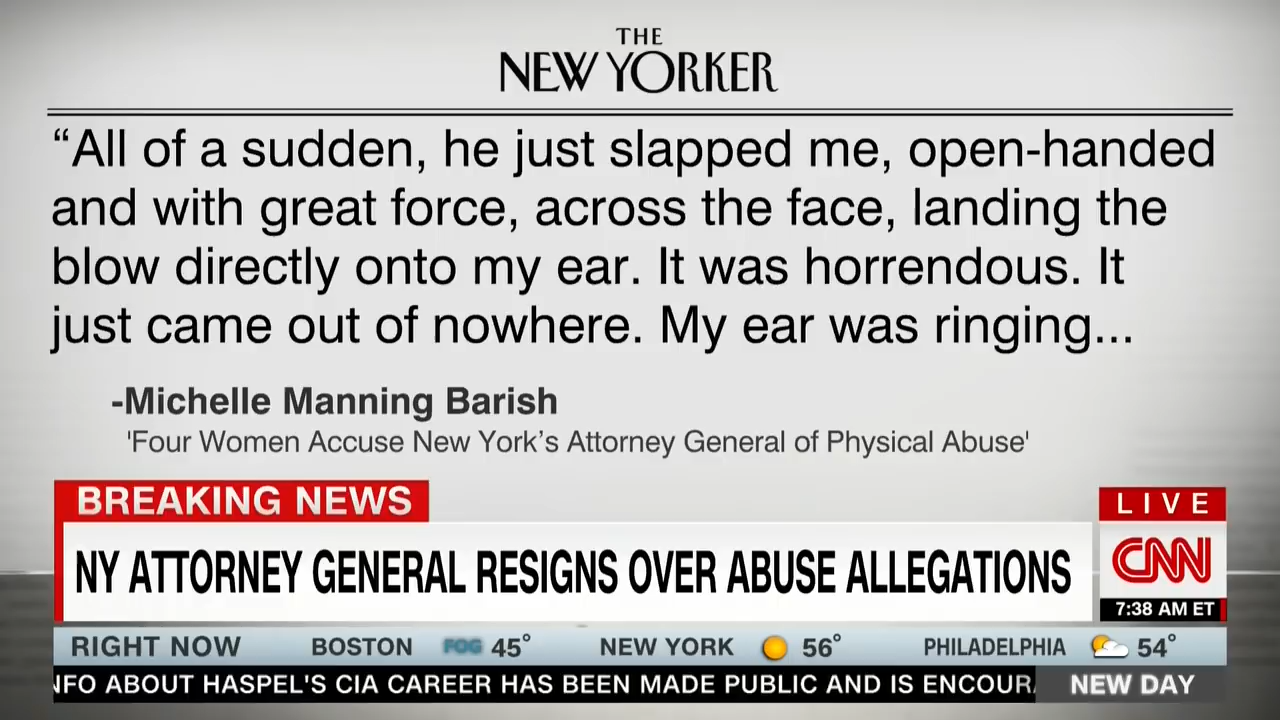 THE
NEW YORKER
“All of a sudden, he just slapped me, open-handed
and with great force, across the face, landing the
blow directly onto my ear. It was horrendous. It
just came out of nowhere. My ear was ringing...
-Michelle Manning Barish
'Four Women Accuse New York’s Attorney General of Physical Abuse'
BREAKING NEWS
LIVE
NY ATTORNEY GENERAL RESIGNS OVER ABUSE ALLEGATIONS
CNN
7:38 AM ET
RIGHT NOW BOSTON FOG 45° NEW YORK 56° PHILADELPHIA 54°
ABOUT HASPEL'S CIA CAREER HAS BEEN MADE PUBLIC AND IS NEW DAY